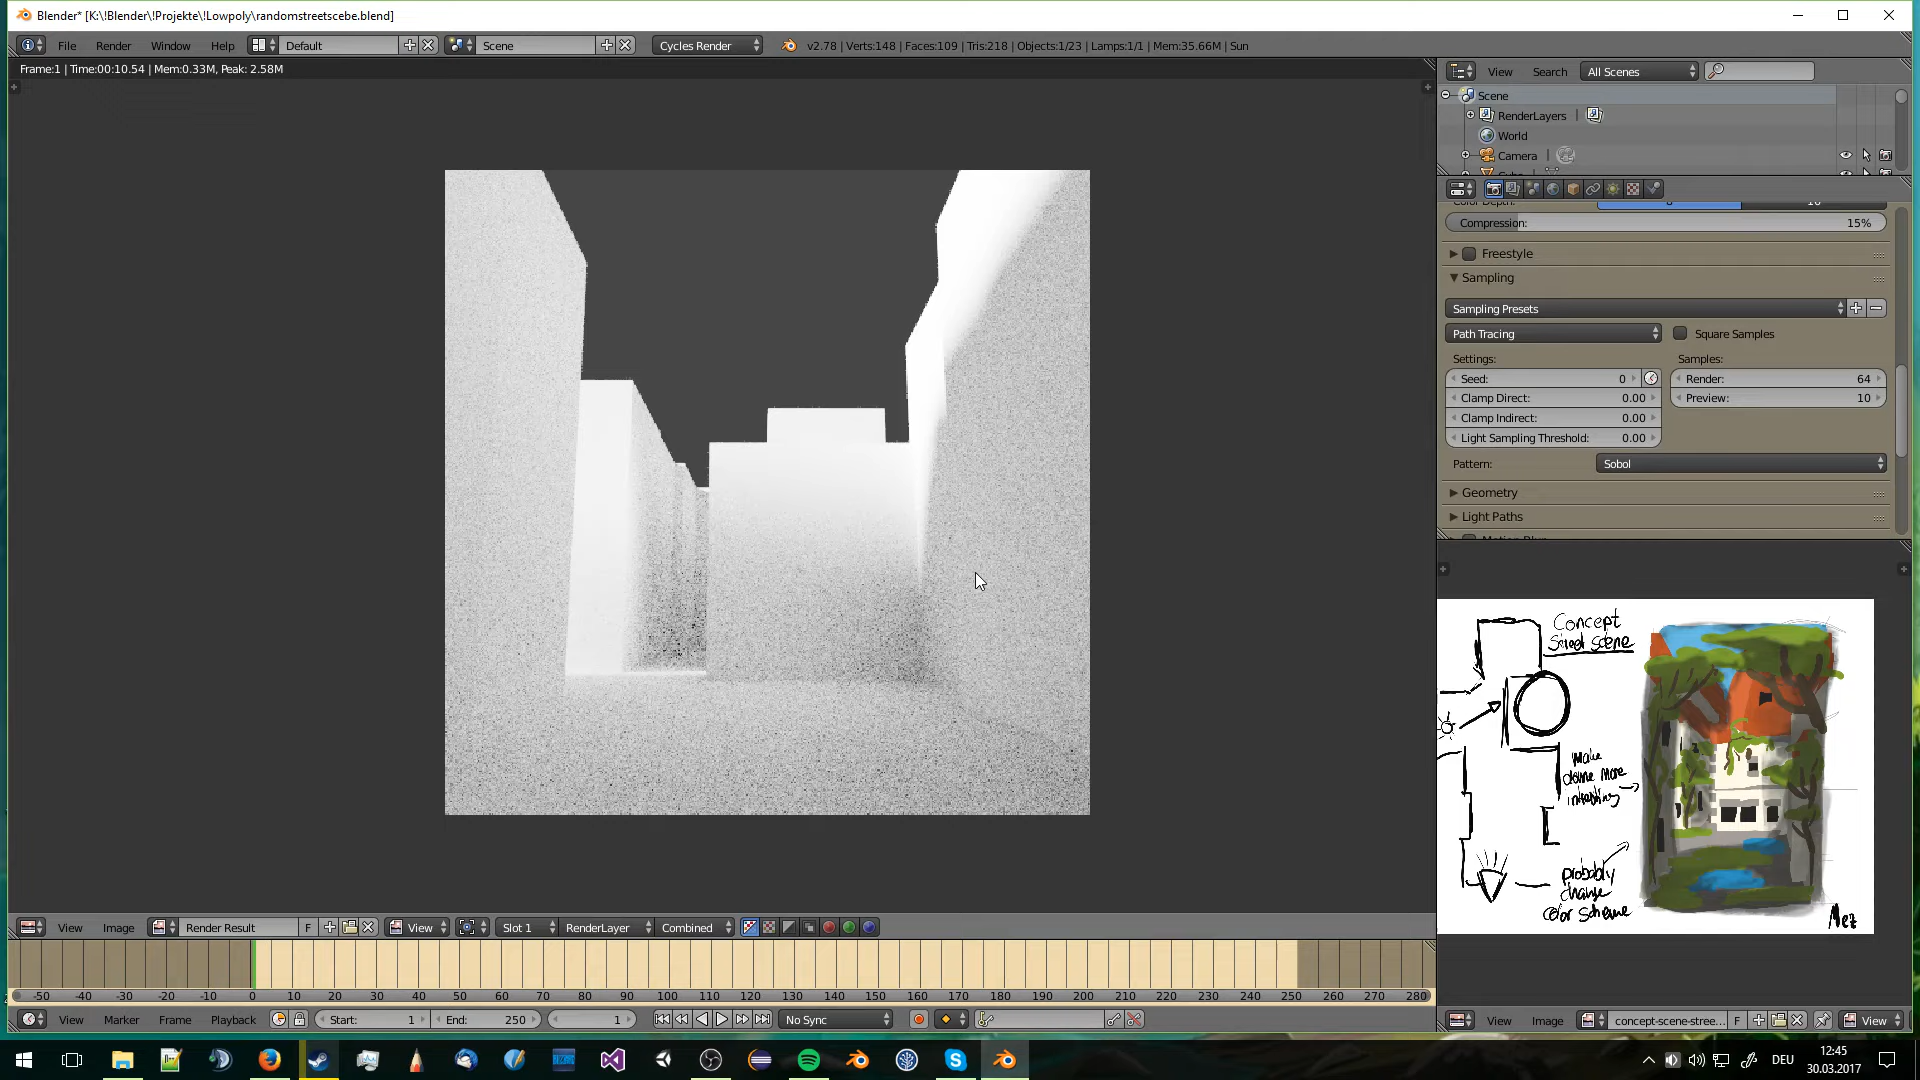 Blender* [K:\!Blender\!Projekte\!Lowpoly\randomstreetscebe.blend]
File Render Window Help Default Scene Cycles Render v2.78 | Verts:148 | Faces:109 | Tris:218 | Objects:1/23 | Lamps:1/1 | Mem:35.66M | Sun
Frame:1 | Time:00:10.54 | Mem:0.33M, Peak: 2.58M
View Search All Scenes
Scene
RenderLayers
World
Camera
Compression: 15%
Freestyle
Sampling
Sampling Presets
Path Tracing Square Samples
Settings: Samples:
Seed: 0 Render: 64
Clamp Direct: 0.00 Preview: 10
Clamp Indirect: 0.00
Light Sampling Threshold: 0.00
Pattern: Sobol
Geometry
Light Paths
Concept
Street Scene
make
dome more
probably
change
color scheme
Mez
View Image Render Result F View Slot 1 RenderLayer Combined
-50 -40 -30 -20 -10 0 10 20 30 40 50 60 70 80 90 100 110 120 130 140 150 160 170 180 190 200 210 220 230 240 250 260 270 280
View Marker Frame Playback Start: 1 End: 250 1 No Sync
View Image concept-scene-stree... F View
DEU
12:45
30.03.2017